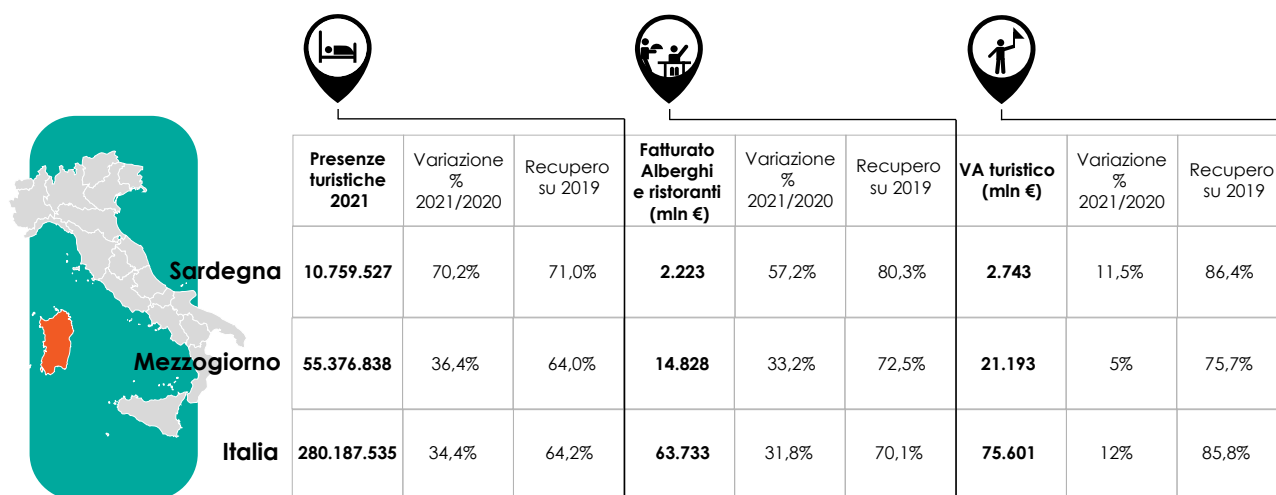 Presenze turistiche 2021 Variazione % 2021/2020 Recupero su 2019 Fatturato Alberghi e ristoranti (mln €) Variazione % 2021/2020 Recupero su 2019 VA turistico (mln €) Variazione % 2021/2020 Recupero su 2019
Sardegna 10.759.527 70,2% 71,0% 2.223 57,2% 80,3% 2.743 11,5% 86,4%
Mezzogiorno 55.376.838 36,4% 64,0% 14.828 33,2% 72,5% 21.193 5% 75,7%
Italia 280.187.535 34,4% 64,2% 63.733 31,8% 70,1% 75.601 12% 85,8%